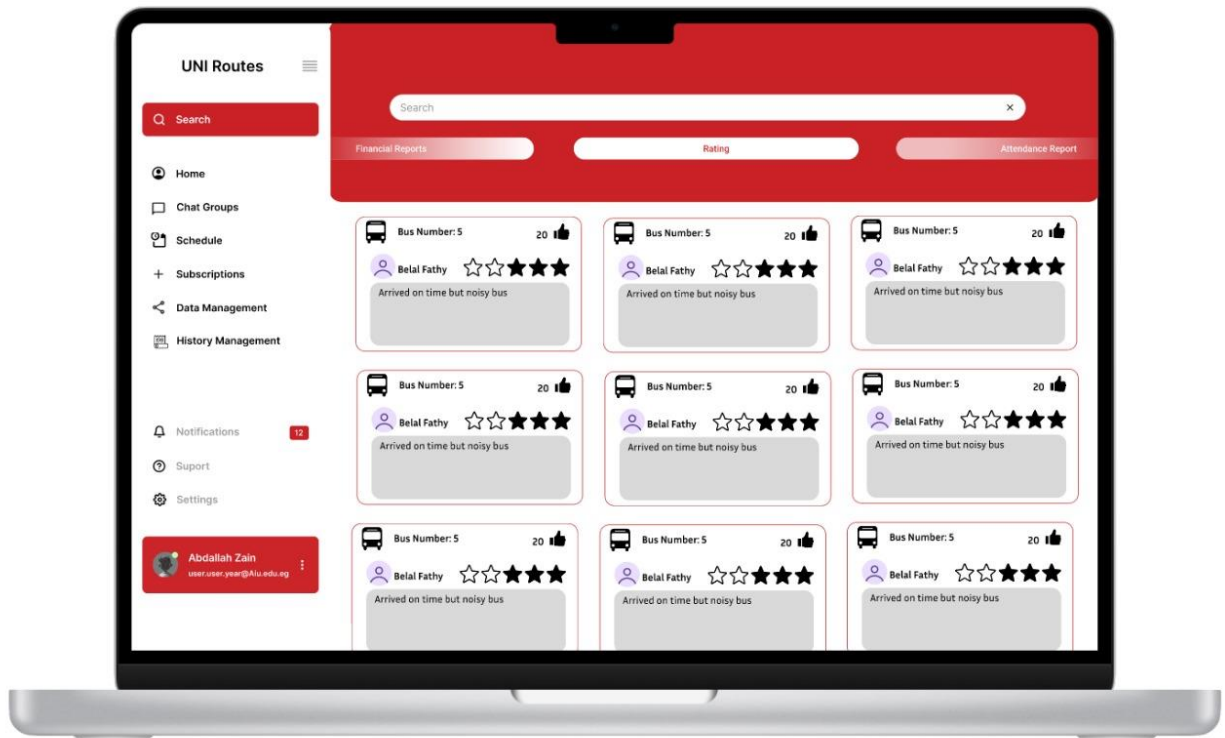 UNI Routes
Search
Home
Chat Groups
Schedule
Subscriptions
Data Management
History Management
Notifications 12
Suport
Settings
Abdallah Zain
user.user.year@Aiu.edu.eg
Search
Financial Reports Rating Attendance Report
Bus Number: 5 20
Belal Fathy
Arrived on time but noisy bus
Bus Number: 5 20
Belal Fathy
Arrived on time but noisy bus
Bus Number: 5 20
Belal Fathy
Arrived on time but noisy bus
Bus Number: 5 20
Belal Fathy
Arrived on time but noisy bus
Bus Number: 5 20
Belal Fathy
Arrived on time but noisy bus
Bus Number: 5 20
Belal Fathy
Arrived on time but noisy bus
Bus Number: 5 20
Belal Fathy
Arrived on time but noisy bus
Bus Number: 5 20
Belal Fathy
Arrived on time but noisy bus
Bus Number: 5 20
Belal Fathy
Arrived on time but noisy bus